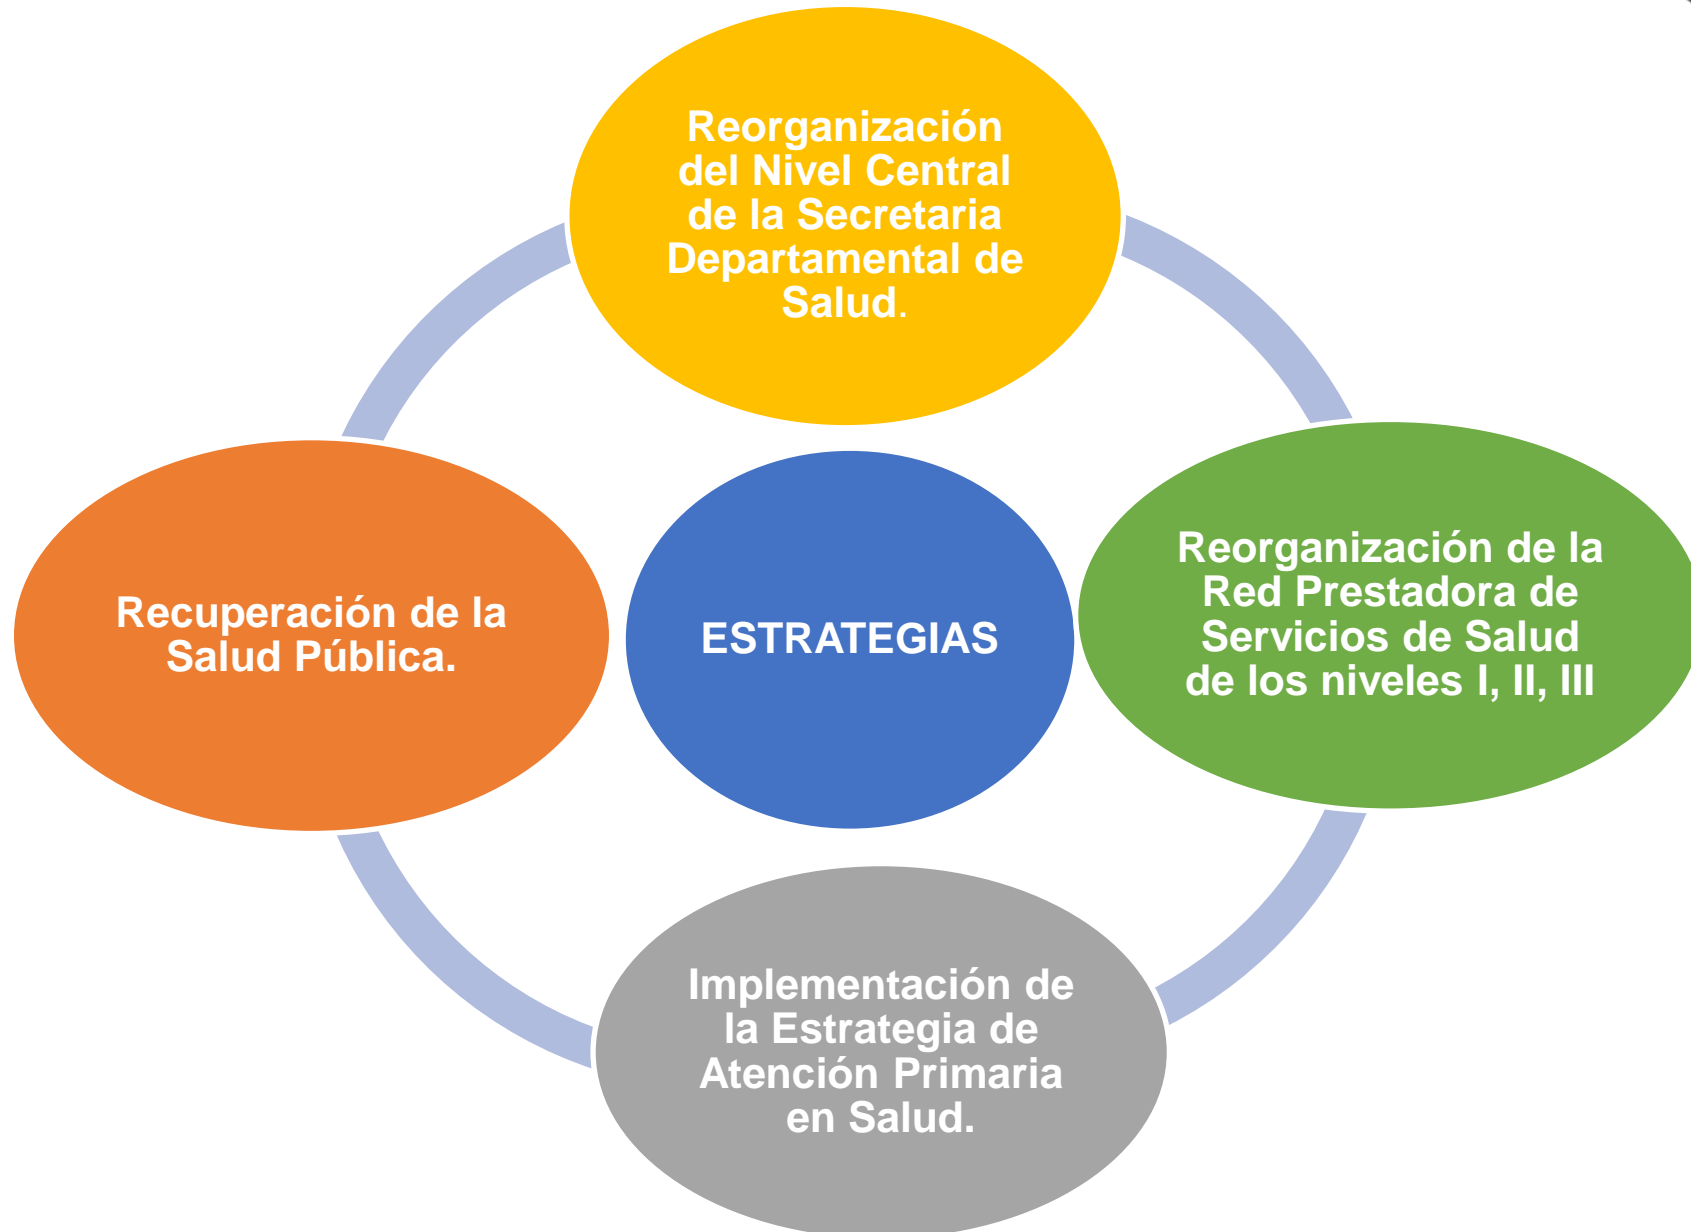 Reorganización
del Nivel Central
de la Secretaria
Departamental de
Salud.
Recuperación de la
Salud Pública.
ESTRATEGIAS
Reorganización de la
Red Prestadora de
Servicios de Salud
de los niveles I, II, III
Implementación de
la Estrategia de
Atención Primaria
en Salud.